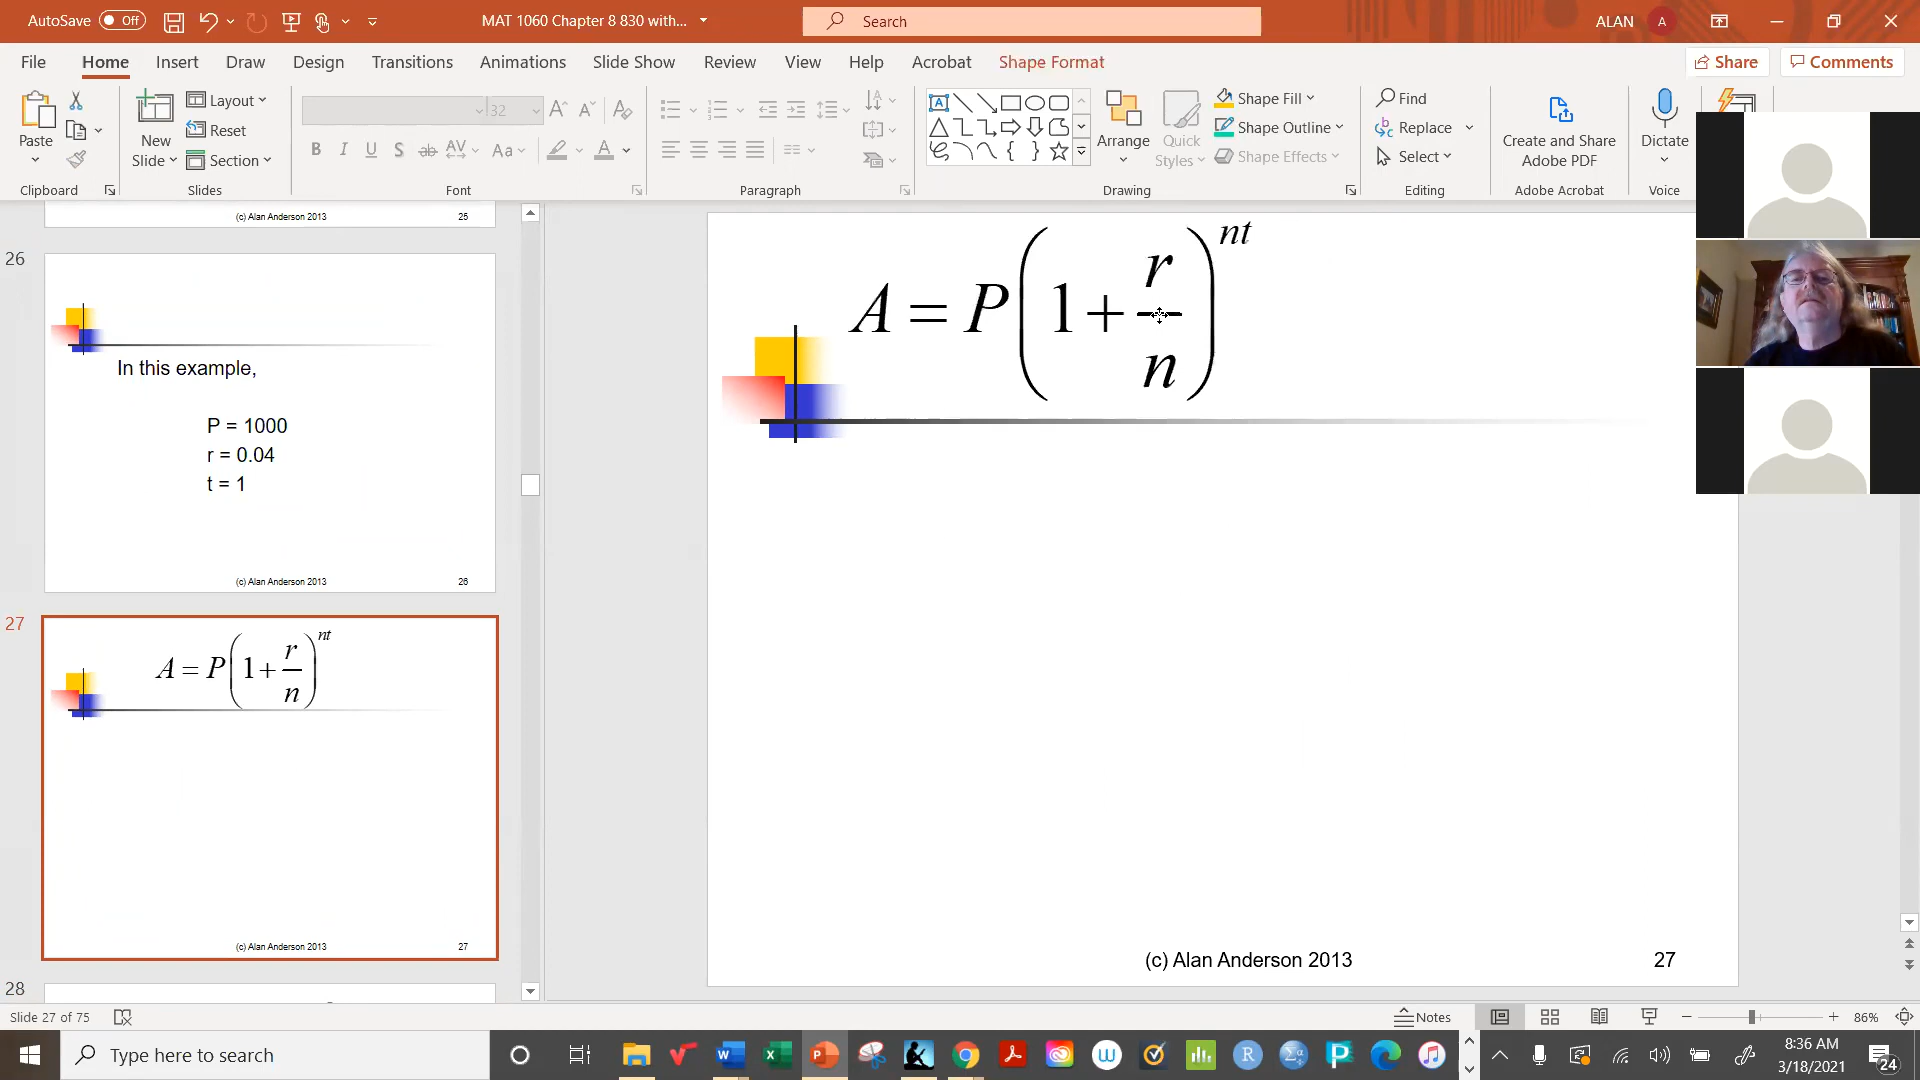 AutoSave Off
MAT 1060 Chapter 8 830 with...
Search
ALAN A
File Home Insert Draw Design Transitions Animations Slide Show Review View Help Acrobat Shape Format
Share Comments
Paste
Clipboard
New
Slide
Layout
Reset
Section
Slides
32
Aa
Font
Paragraph
Arrange
Quick
Styles
Shape Fill
Shape Outline
Shape Effects
Drawing
Find
Replace
Select
Editing
Create and Share
Adobe PDF
Adobe Acrobat
Dictate
Voice
(c) Alan Anderson 2013 25
26
In this example,
P = 1000
r = 0.04
t = 1
(c) Alan Anderson 2013 26
27
A = P(1 + r/n)^nt
(c) Alan Anderson 2013 27
28
A = P(1 + r/n)^nt
(c) Alan Anderson 2013 27
Slide 27 of 75
Notes
86%
Type here to search
8:36 AM
3/18/2021
24